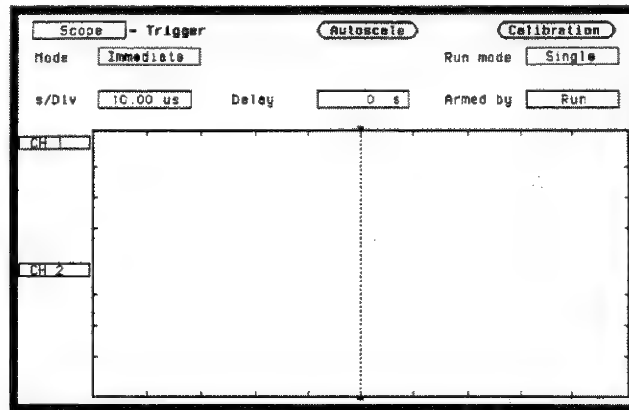 Scope - Trigger Autoscale Calibration
Mode Immediate Run mode Single
s/Div 10.00 us Delay 0 s Armed by Run
CH 1
CH 2